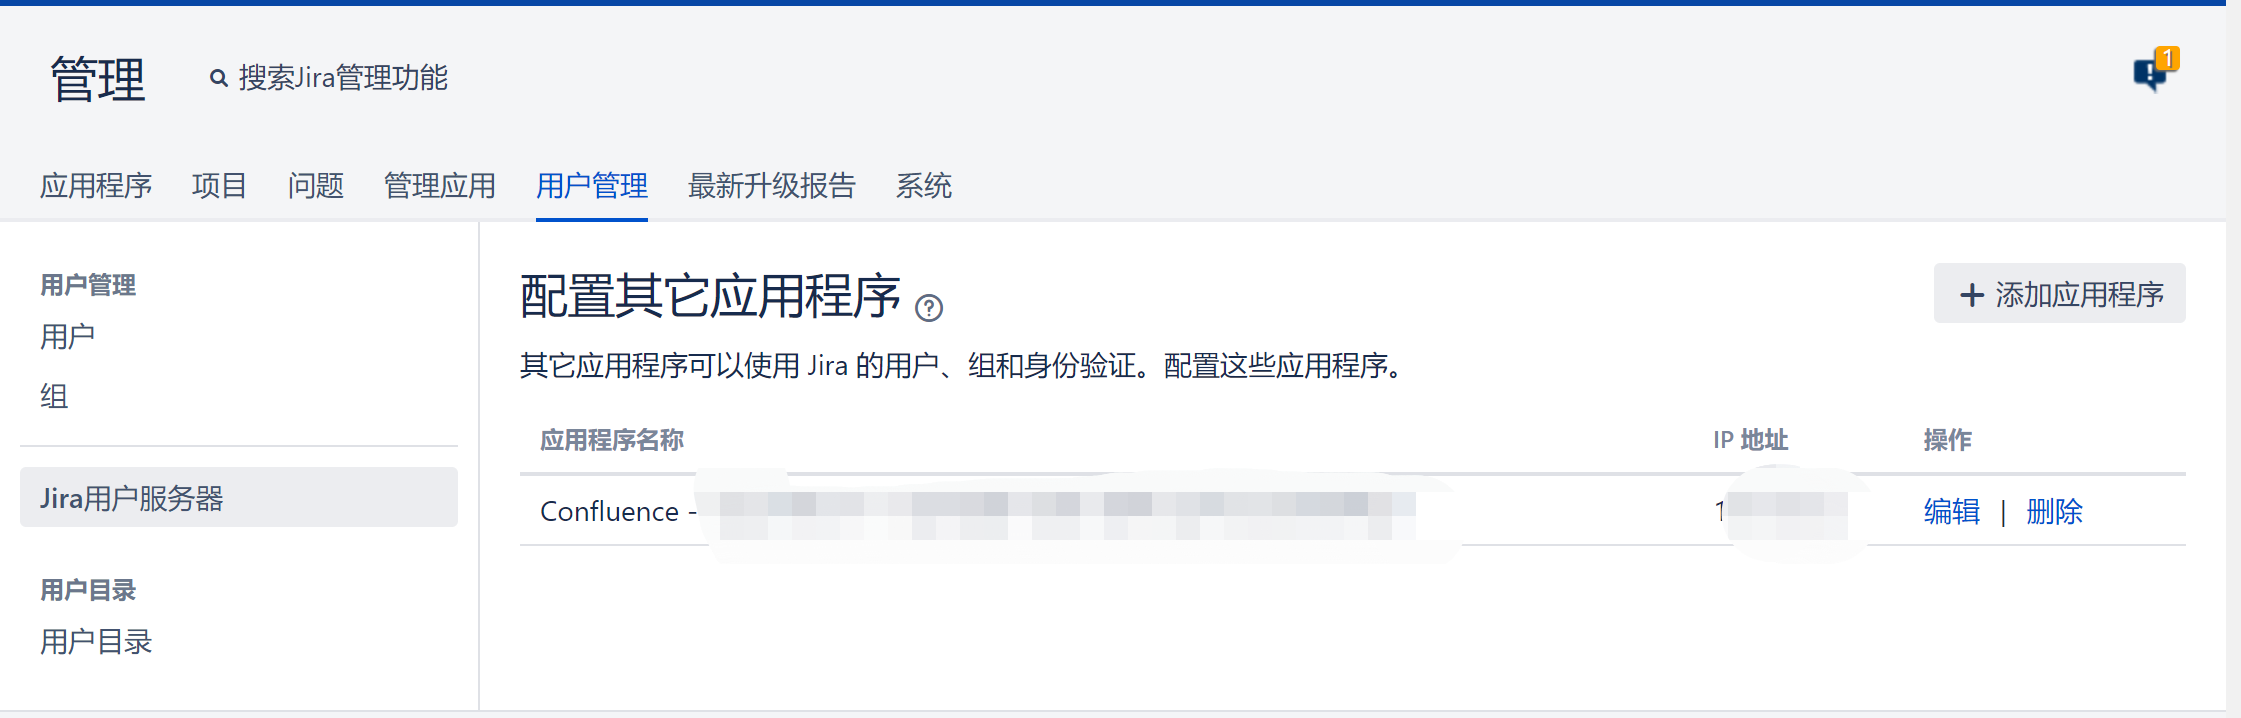 管理
搜索Jira管理功能
1
应用程序 项目 问题 管理应用 用户管理 最新升级报告 系统
用户管理
用户
组
Jira用户服务器
用户目录
用户目录
配置其它应用程序
+ 添加应用程序
其它应用程序可以使用 Jira 的用户、组和身份验证。配置这些应用程序。
应用程序名称 IP 地址 操作
Confluence - 编辑 | 删除